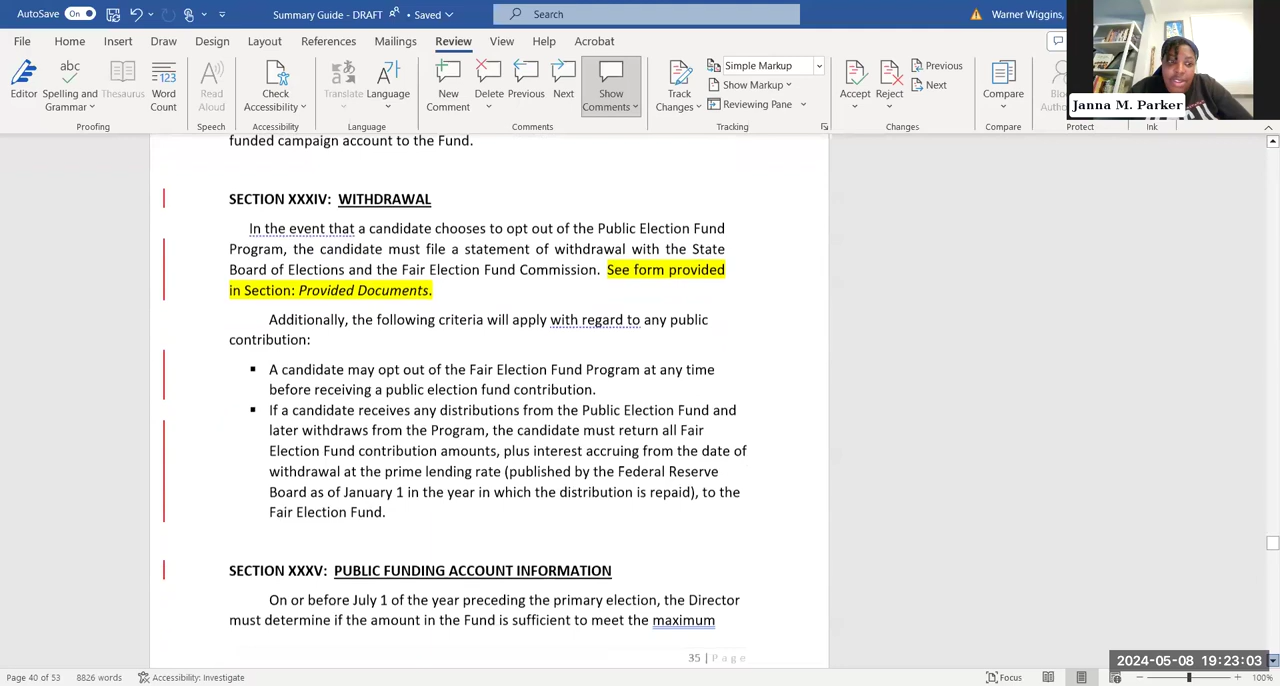 AutoSave On Summary Guide - DRAFT • Saved Search Warner Wiggins,
File Home Insert Draw Design Layout References Mailings Review View Help Acrobat
Editor Spelling and Grammar Thesaurus Word Count Read Aloud Check Accessibility Translate Language New Comment Delete Previous Next Show Comments Track Changes Simple Markup Show Markup Reviewing Pane Accept Reject Previous Next Compare
Proofing Speech Accessibility Language Comments Tracking Changes Compare Protect Ink
Janna M. Parker
funded campaign account to the Fund.
SECTION XXXIV: WITHDRAWAL
In the event that a candidate chooses to opt out of the Public Election Fund
Program, the candidate must file a statement of withdrawal with the State
Board of Elections and the Fair Election Fund Commission. See form provided
in Section: Provided Documents.
Additionally, the following criteria will apply with regard to any public
contribution:
▪ A candidate may opt out of the Fair Election Fund Program at any time
before receiving a public election fund contribution.
▪ If a candidate receives any distributions from the Public Election Fund and
later withdraws from the Program, the candidate must return all Fair
Election Fund contribution amounts, plus interest accruing from the date of
withdrawal at the prime lending rate (published by the Federal Reserve
Board as of January 1 in the year in which the distribution is repaid), to the
Fair Election Fund.
SECTION XXXV: PUBLIC FUNDING ACCOUNT INFORMATION
On or before July 1 of the year preceding the primary election, the Director
must determine if the amount in the Fund is sufficient to meet the maximum
35 | Page
2024-05-08 19:23:03
Page 40 of 53 8826 words Accessibility: Investigate Focus 100%